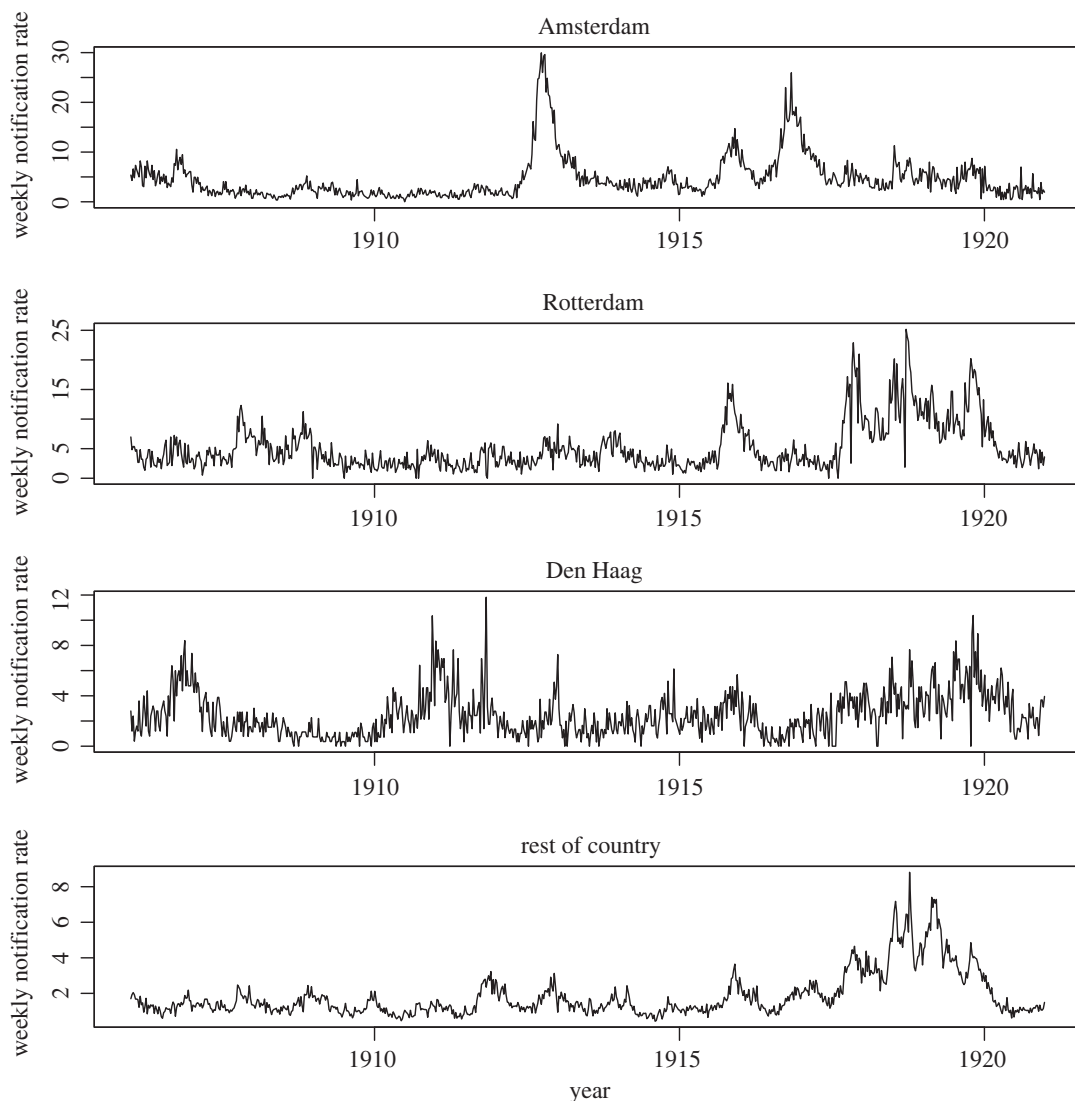 Amsterdam
weekly notification rate
30
20
10
0
1910 1915 1920
Rotterdam
weekly notification rate
25
15
5
0
1910 1915 1920
Den Haag
weekly notification rate
12
8
4
0
1910 1915 1920
rest of country
weekly notification rate
8
6
4
2
1910 1915 1920
year